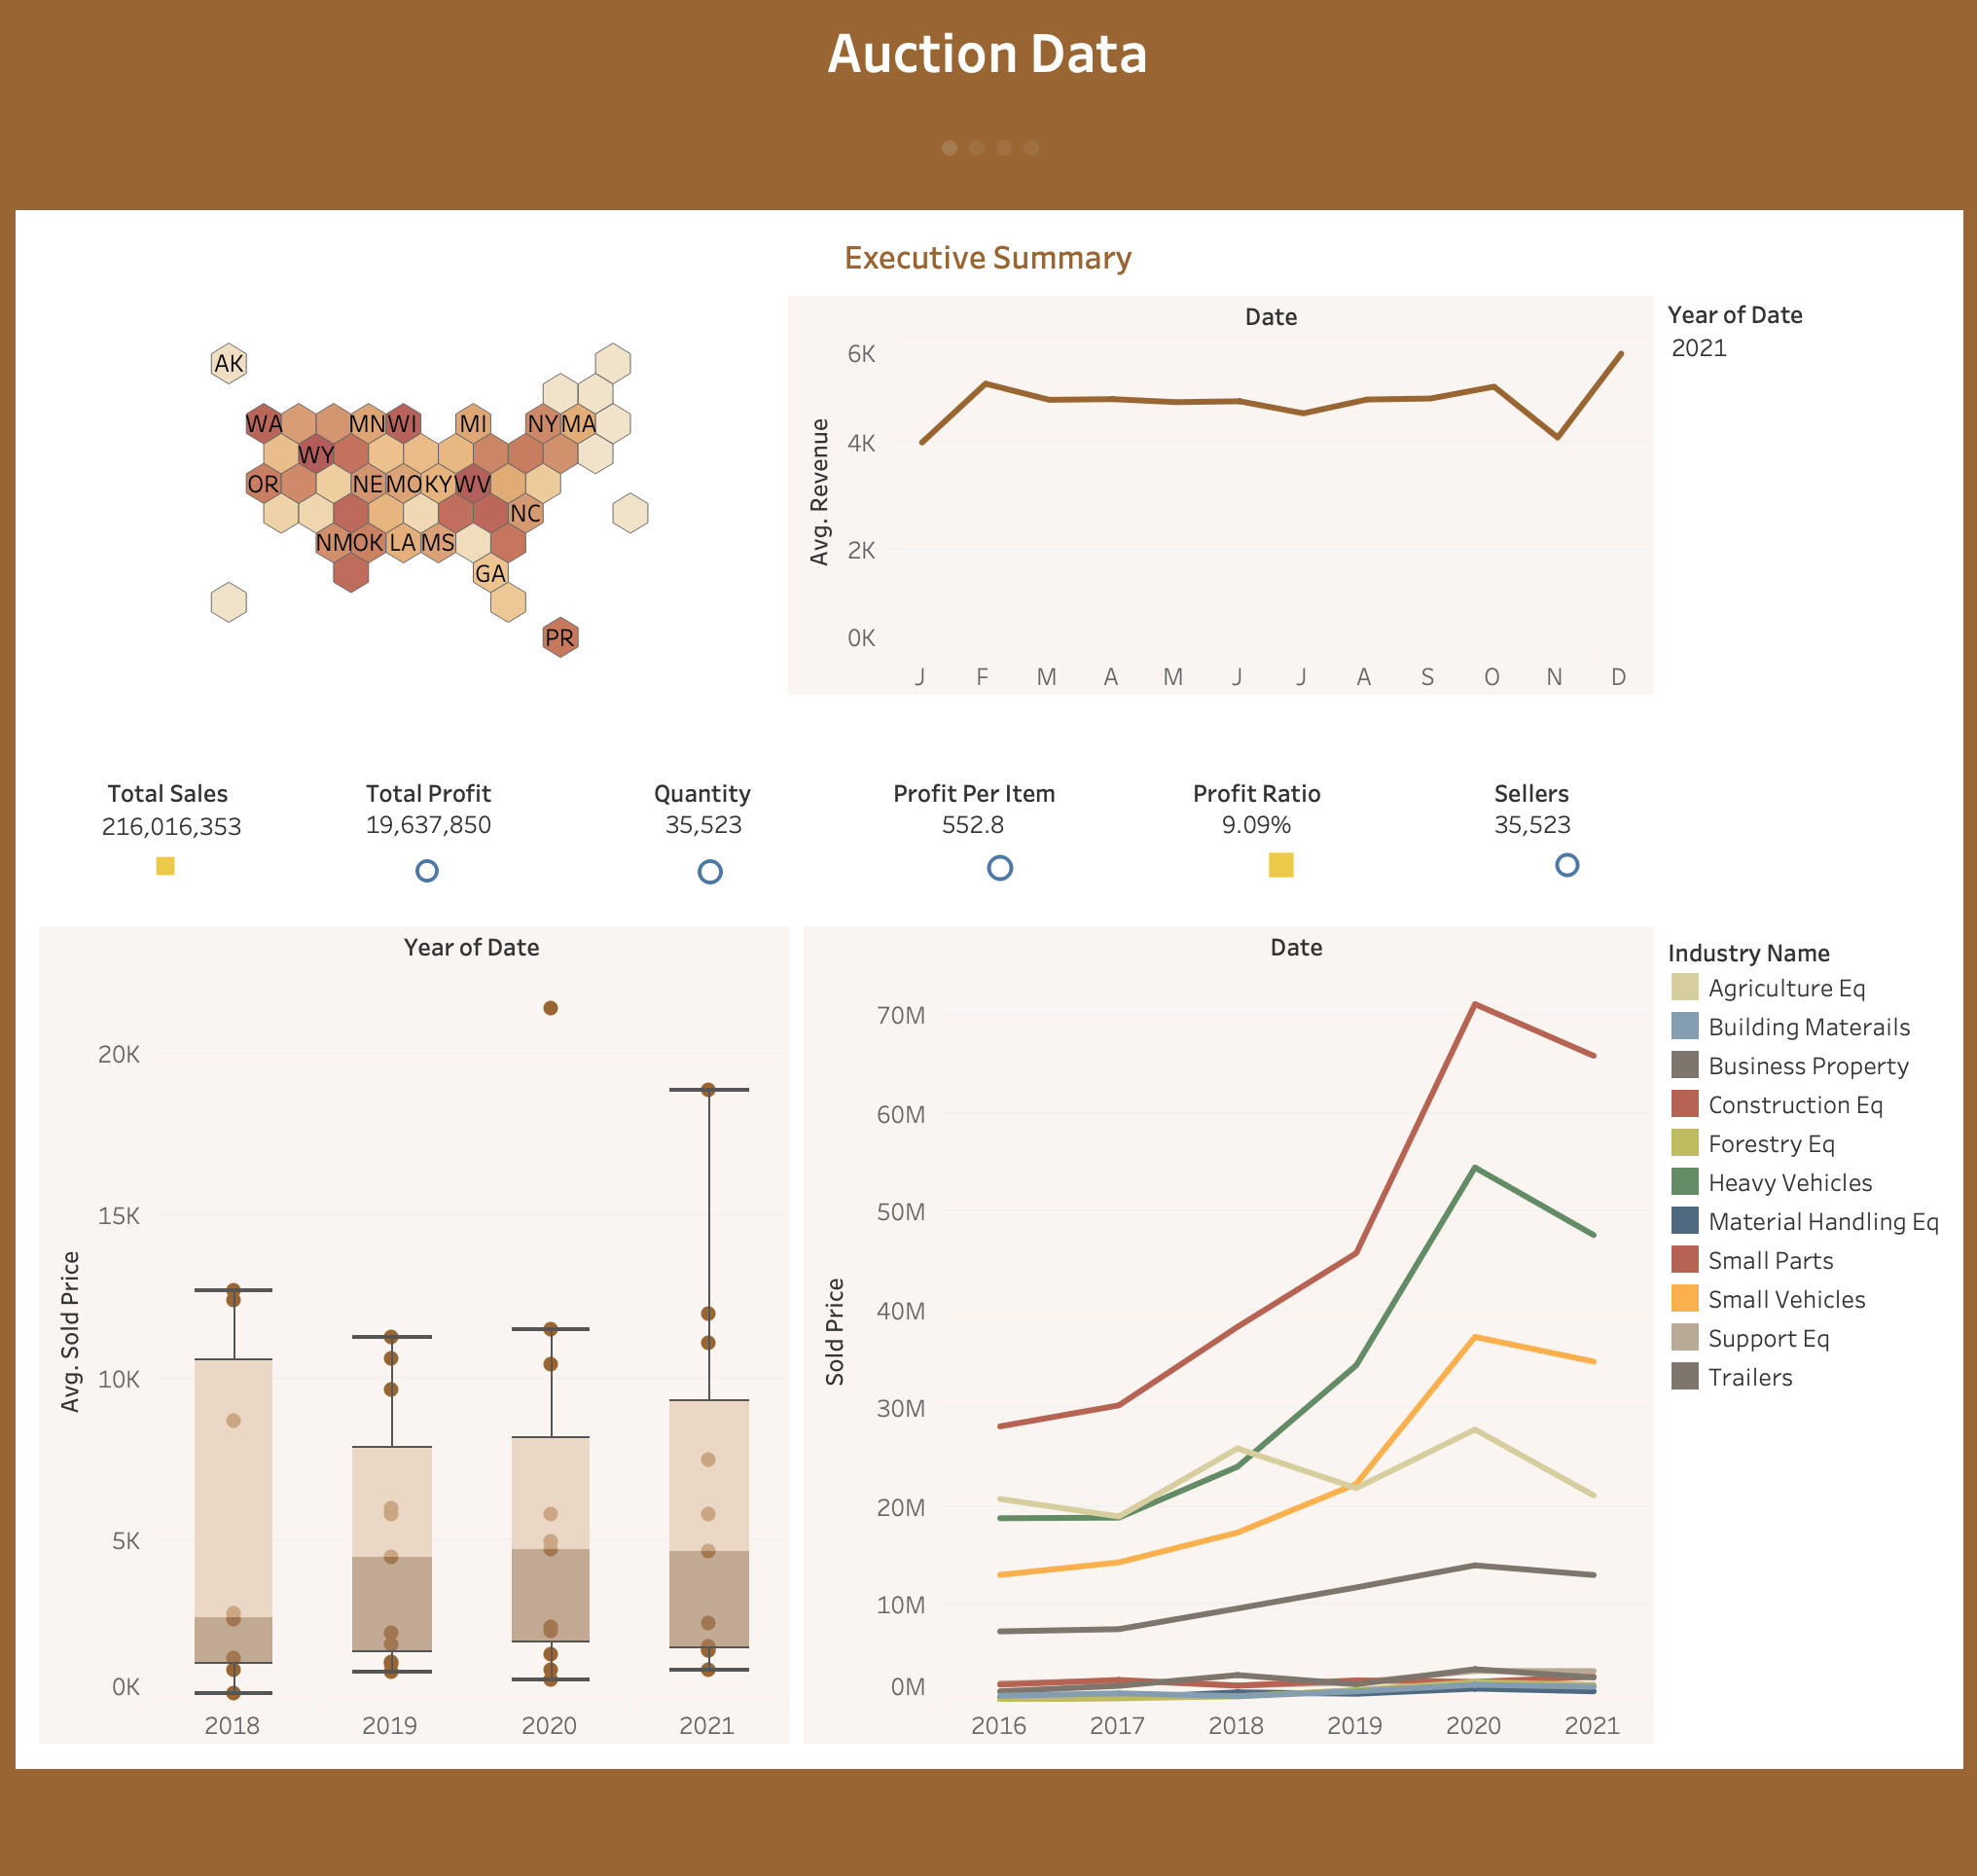 Auction Data
Executive Summary
AK
WA MN WI MI NY MA
WY
OR NE MO KY WV
NC
NM OK LA MS
GA
PR
Date
Avg. Revenue
6K
4K
2K
0K
J F M A M J J A S O N D
Year of Date
2021
Total Sales
216,016,353
Total Profit
19,637,850
Quantity
35,523
Profit Per Item
552.8
Profit Ratio
9.09%
Sellers
35,523
Year of Date
Avg. Sold Price
20K
15K
10K
5K
0K
2018 2019 2020 2021
Date
Sold Price
70M
60M
50M
40M
30M
20M
10M
0M
2016 2017 2018 2019 2020 2021
Industry Name
Agriculture Eq
Building Materails
Business Property
Construction Eq
Forestry Eq
Heavy Vehicles
Material Handling Eq
Small Parts
Small Vehicles
Support Eq
Trailers